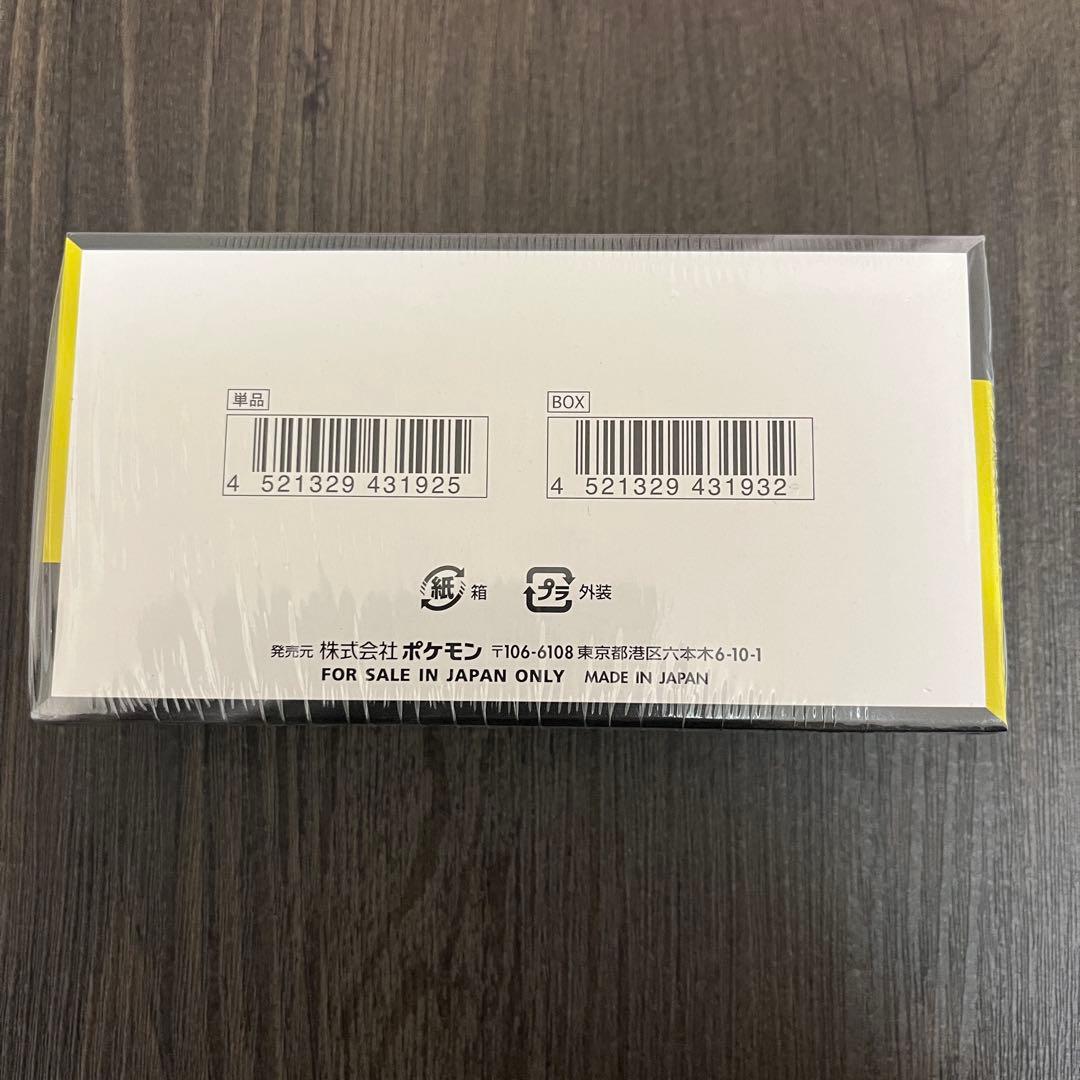 単品
BOX
4 521329 431925
4 521329 431932
紙 箱
プラ 外装
発売元 株式会社 ポケモン 〒106-6108 東京都港区六本木6-10-1
FOR SALE IN JAPAN ONLY MADE IN JAPAN